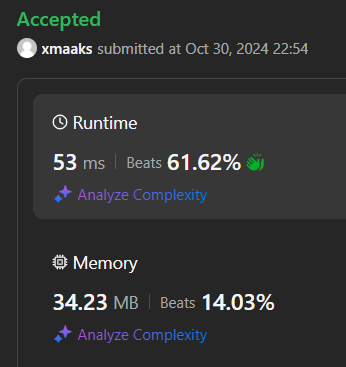 Accepted
xmaaks submitted at Oct 30, 2024 22:54
Runtime
53 ms Beats 61.62%
Analyze Complexity
Memory
34.23 MB Beats 14.03%
Analyze Complexity